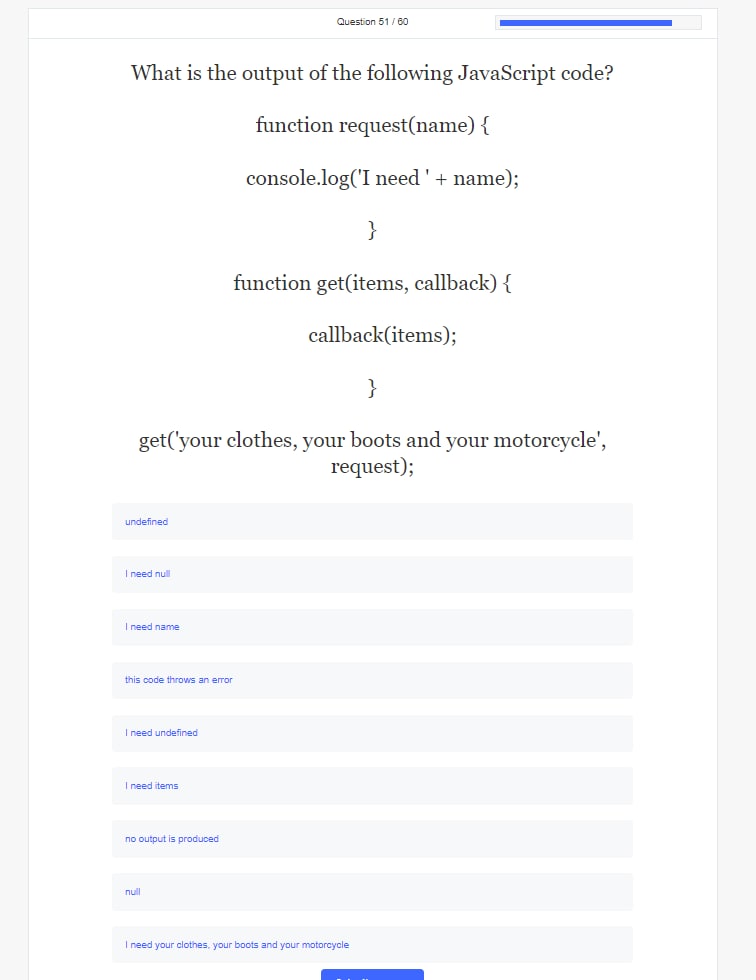 Question 51 / 60
What is the output of the following JavaScript code?
function request(name) {
console.log('I need ' + name);
}
function get(items, callback) {
callback(items);
}
get('your clothes, your boots and your motorcycle',
request);
undefined
I need null
I need name
this code throws an error
I need undefined
I need items
no output is produced
null
I need your clothes, your boots and your motorcycle